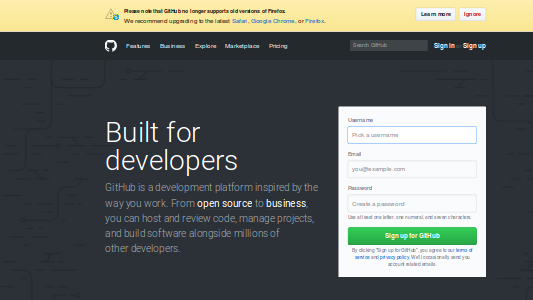 Please note that GitHub no longer supports old versions of Firefox.
We recommend upgrading to the latest Safari, Google Chrome, or Firefox.
Learn more
Ignore
Features Business Explore Marketplace Pricing
Search GitHub
Sign in or Sign up
Built for
developers
GitHub is a development platform inspired by the
way you work. From open source to business,
you can host and review code, manage projects,
and build software alongside millions of
other developers.
Username
Pick a username
Email
you@example.com
Password
Create a password
Use at least one letter, one numeral, and seven characters.
Sign up for GitHub
By clicking "Sign up for GitHub", you agree to our terms of
service and privacy policy. We'll occasionally send you
account related emails.